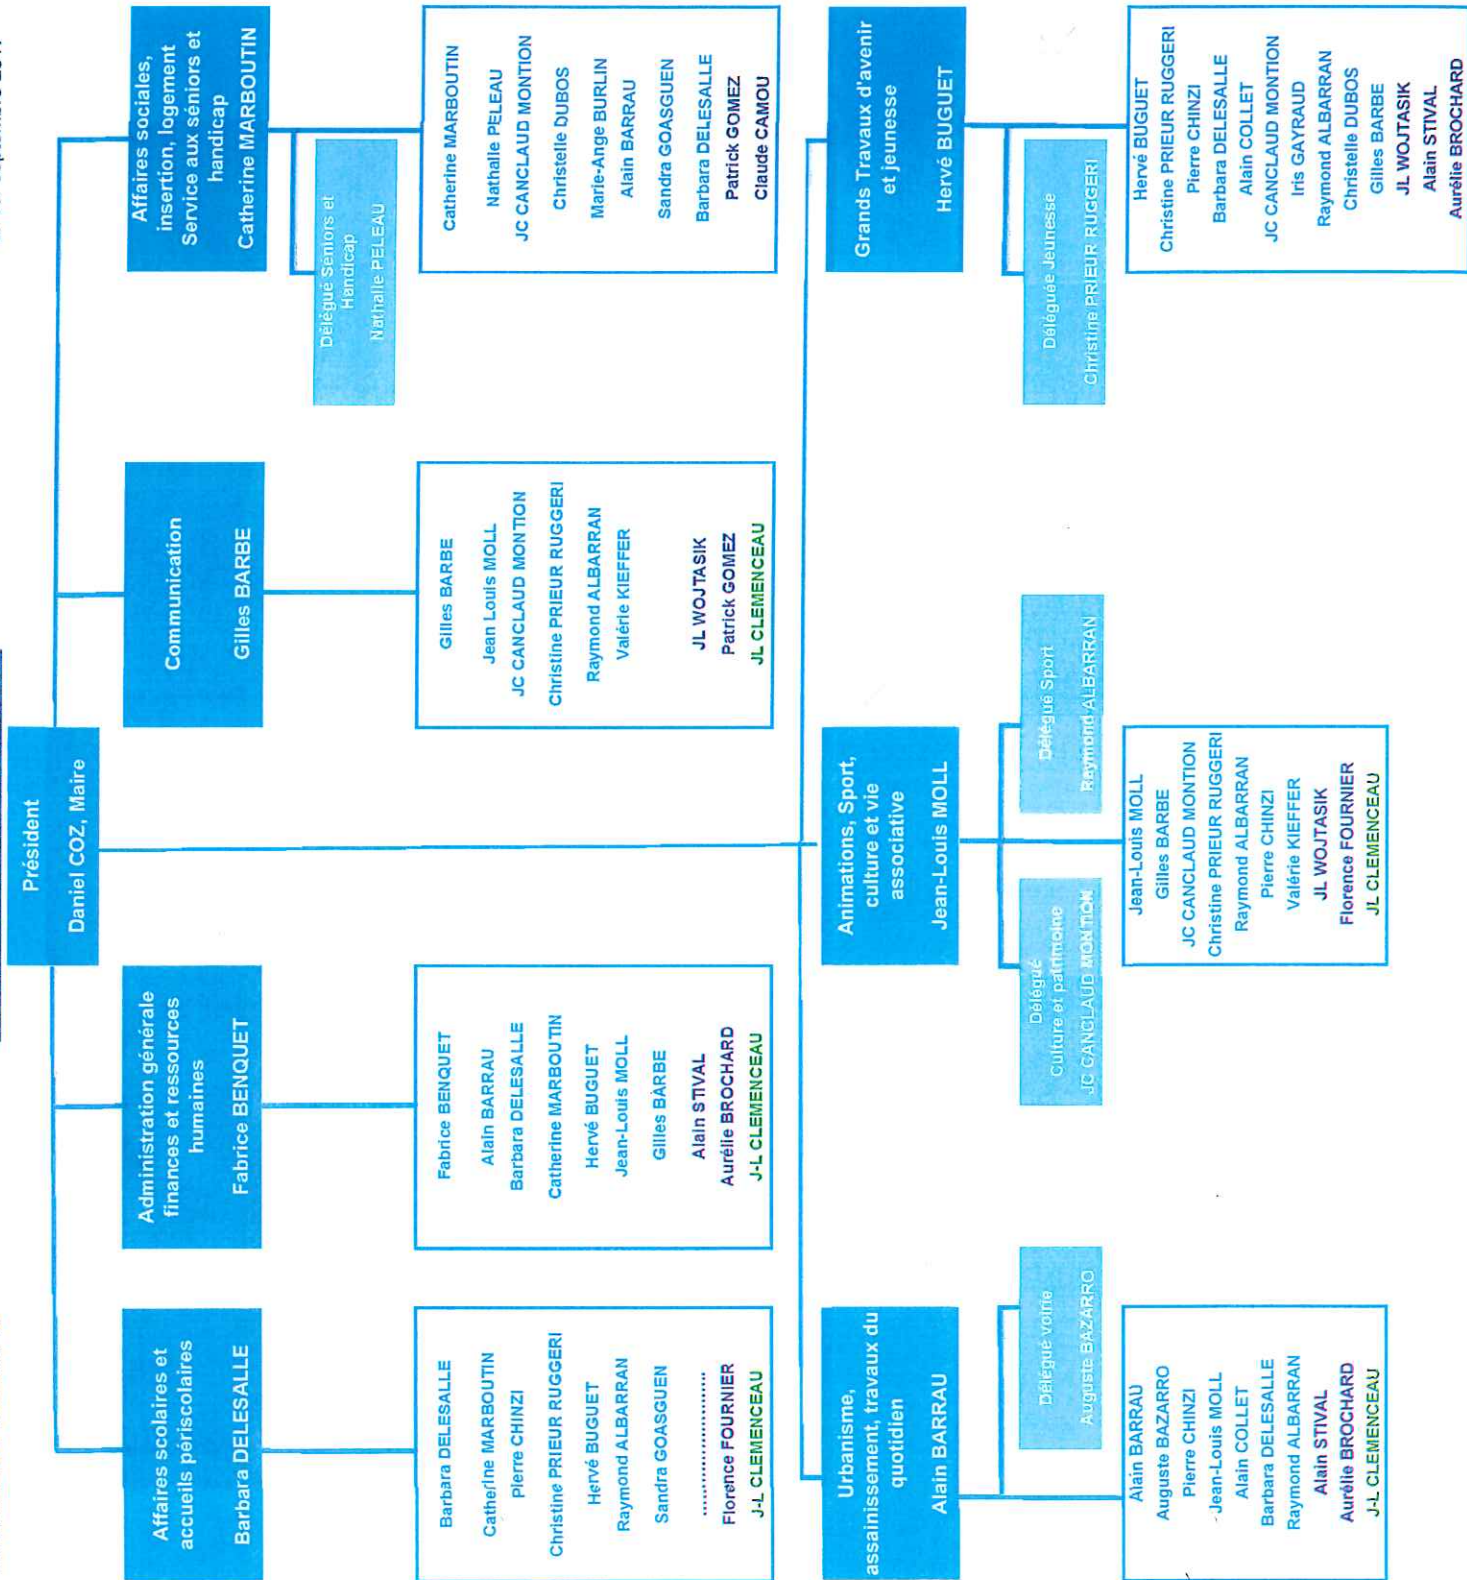 Président
Daniel COZ, Maire
Affaires scolaires et
accueils périscolaires
Barbara DELESALLE
Administration générale
finances et ressources
humaines
Fabrice BENQUET
Communication
Gilles BARBE
Affaires sociales,
insertion, logement
Service aux séniors et
handicap
Catherine MARBOUTIN
Délégué Séniors et
Handicap
Nathalie PELEAU
Barbara DELESALLE
Catherine MARBOUTIN
Pierre CHINZI
Christine PRIEUR RUGGERI
Hervé BUGUET
Raymond ALBARRAN
Sandra GOASGUEN
........................
Florence FOURNIER
J-L CLEMENCEAU
Fabrice BENQUET
Alain BARRAU
Barbara DELESALLE
Catherine MARBOUTIN
Hervé BUGUET
Jean-Louis MOLL
Gilles BARBE
Alain STIVAL
Aurélie BROCHARD
J-L CLEMENCEAU
Gilles BARBE
Jean Louis MOLL
JC CANCLAUD MONTION
Christine PRIEUR RUGGERI
Raymond ALBARRAN
Valérie KIEFFER
JL WOJTASIK
Patrick GOMEZ
JL CLEMENCEAU
Catherine MARBOUTIN
Nathalie PELEAU
JC CANCLAUD MONTION
Christelle DUBOS
Marie-Ange BURLIN
Alain BARRAU
Sandra GOASGUEN
Barbara DELESALLE
Patrick GOMEZ
Claude CAMOU
Urbanisme,
assainissement, travaux du
quotidien
Alain BARRAU
Délégué voirie
Auguste BAZARRO
Animations, Sport,
culture et vie
associative
Jean-Louis MOLL
Délégué
Culture et patrimoine
JC CANCLAUD MONTION
Délégué Sport
Raymond ALBARRAN
Grands Travaux d'avenir
et jeunesse
Hervé BUGUET
Déléguée Jeunesse
Christine PRIEUR RUGGERI
Alain BARRAU
Auguste BAZARRO
Pierre CHINZI
Jean-Louis MOLL
Alain COLLET
Barbara DELESALLE
Raymond ALBARRAN
Alain STIVAL
Aurélie BROCHARD
J-L CLEMENCEAU
Jean-Louis MOLL
Gilles BARBE
JC CANCLAUD MONTION
Christine PRIEUR RUGGERI
Raymond ALBARRAN
Pierre CHINZI
Valérie KIEFFER
JL WOJTASIK
Florence FOURNIER
JL CLEMENCEAU
Hervé BUGUET
Christine PRIEUR RUGGERI
Pierre CHINZI
Barbara DELESALLE
Alain COLLET
JC CANCLAUD MONTION
Iris GAYRAUD
Raymond ALBARRAN
Christelle DUBOS
Gilles BARBE
JL WOJTASIK
Alain STIVAL
Aurélie BROCHARD